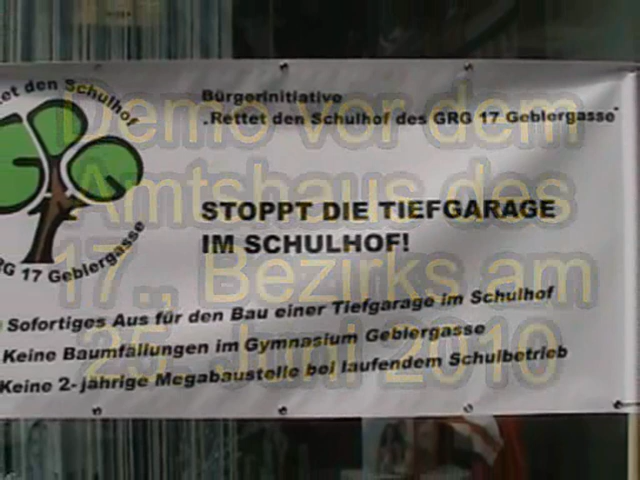 Rettet den Schulhof
GRG 17 Geblergasse
Bürgerinitiative
„Rettet den Schulhof des GRG 17 Geblergasse"
STOPPT DIE TIEFGARAGE
IM SCHULHOF!
Sofortiges Aus für den Bau einer Tiefgarage im Schulhof
Keine Baumfällungen im Gymnasium Geblergasse
Keine 2-jährige Megabaustelle bei laufendem Schulbetrieb
Demo vor dem
Amtshaus des
17., Bezirks am
25. Juni 2010